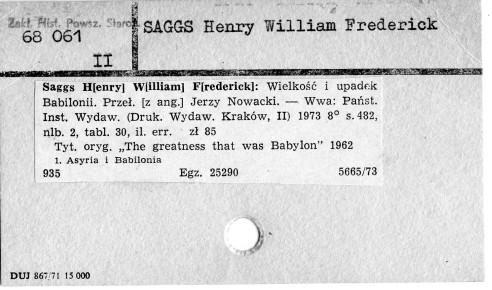 Zakł. Hist. Powsz. Staroż.
68 061
II
SAGGS Henry William Frederick
Saggs H[enry] W[illiam] F[rederick]: Wielkość i upadek
Babilonii. Przeł. [z ang.] Jerzy Nowacki. — Wwa: Państ.
Inst. Wydaw. (Druk. Wydaw. Kraków, II) 1973 8° s. 482,
nlb. 2, tabl. 30, il. err. zł 85
Tyt. oryg. „The greatness that was Babylon" 1962
1. Asyria i Babilonia
935 Egz. 25290 5665/73
DUJ 867/71 15 000